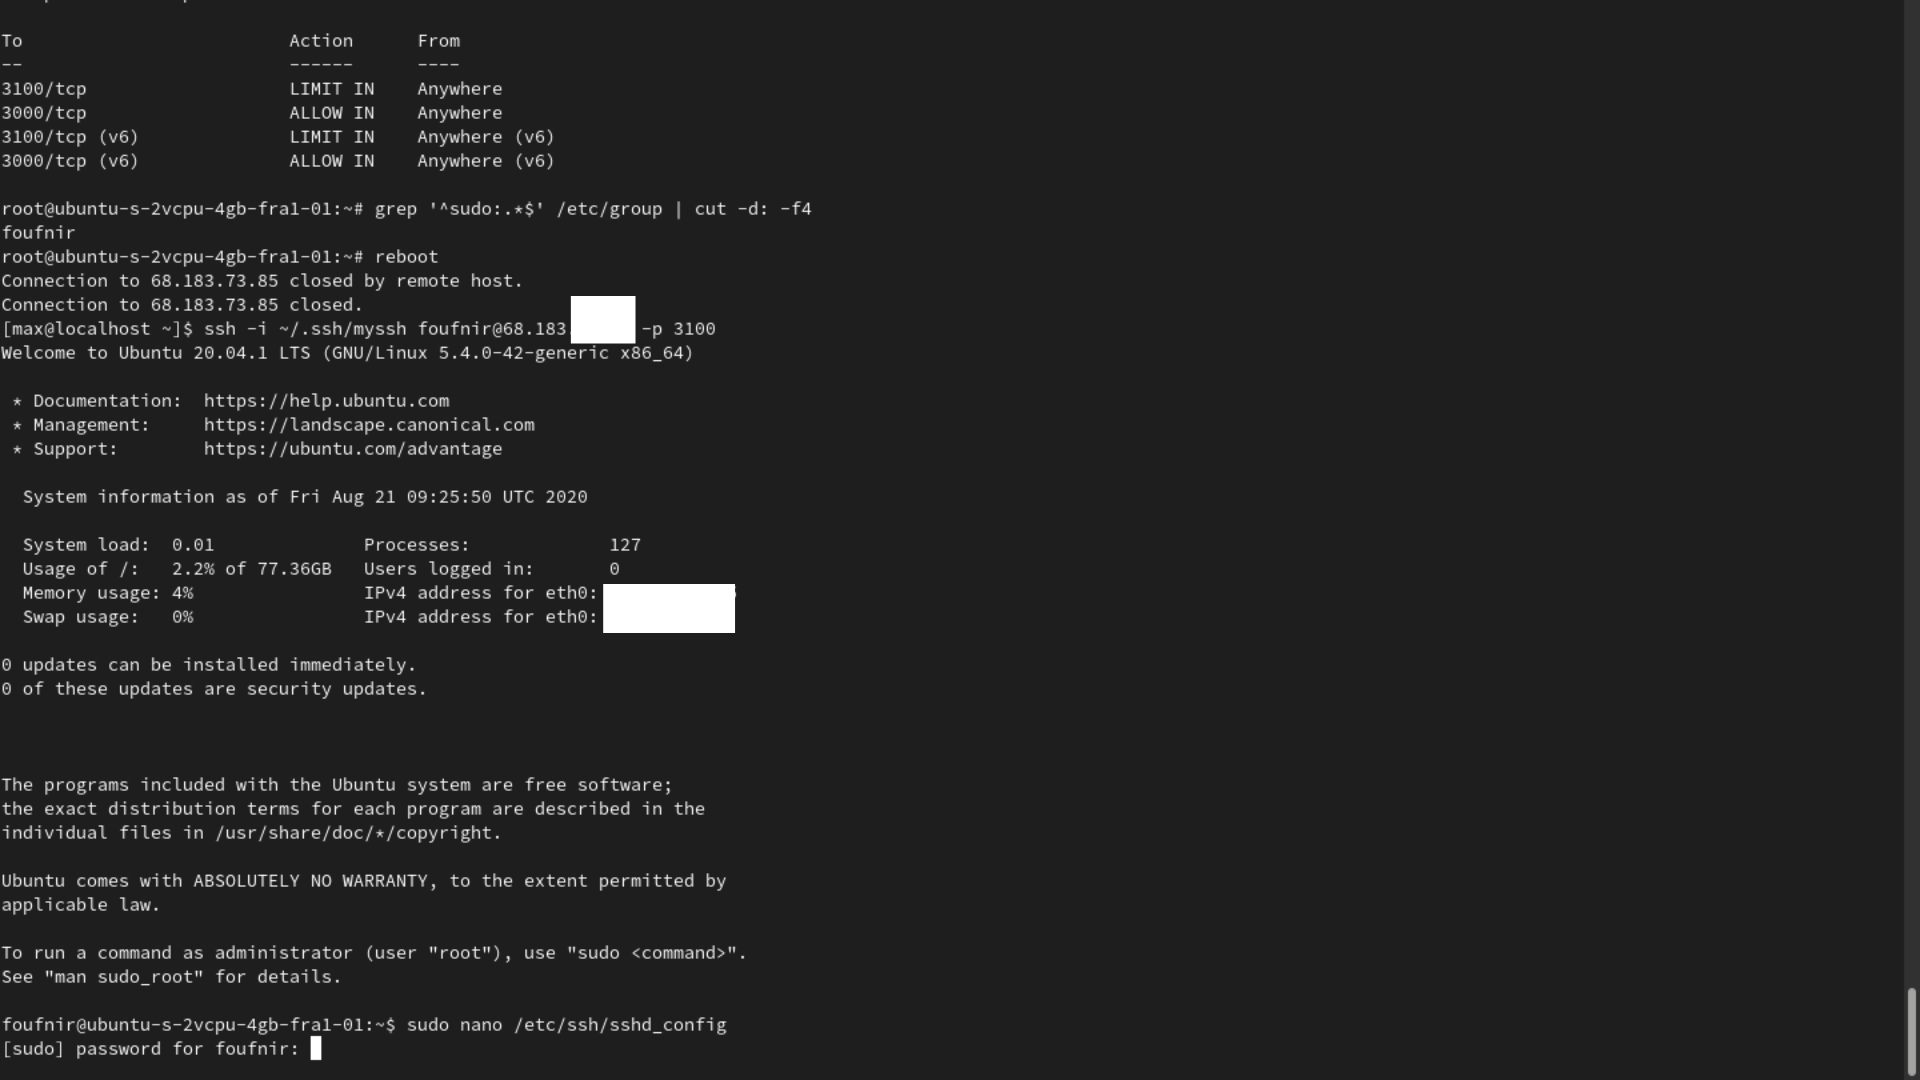 To                         Action      From
--                         ------      ----
3100/tcp                   LIMIT IN    Anywhere
3000/tcp                   ALLOW IN    Anywhere
3100/tcp (v6)              LIMIT IN    Anywhere (v6)
3000/tcp (v6)              ALLOW IN    Anywhere (v6)
root@ubuntu-s-2vcpu-4gb-fra1-01:~# grep '^sudo:.*$' /etc/group | cut -d: -f4
foufnir
root@ubuntu-s-2vcpu-4gb-fra1-01:~# reboot
Connection to 68.183.73.85 closed by remote host.
Connection to 68.183.73.85 closed.
[max@localhost ~]$ ssh -i ~/.ssh/myssh foufnir@68.183. -p 3100
Welcome to Ubuntu 20.04.1 LTS (GNU/Linux 5.4.0-42-generic x86_64)
 * Documentation:  https://help.ubuntu.com
 * Management:     https://landscape.canonical.com
 * Support:        https://ubuntu.com/advantage
  System information as of Fri Aug 21 09:25:50 UTC 2020
  System load:  0.01              Processes:             127
  Usage of /:   2.2% of 77.36GB   Users logged in:       0
  Memory usage: 4%                IPv4 address for eth0:
  Swap usage:   0%                IPv4 address for eth0:
0 updates can be installed immediately.
0 of these updates are security updates.
The programs included with the Ubuntu system are free software;
the exact distribution terms for each program are described in the
individual files in /usr/share/doc/*/copyright.
Ubuntu comes with ABSOLUTELY NO WARRANTY, to the extent permitted by
applicable law.
To run a command as administrator (user "root"), use "sudo <command>".
See "man sudo_root" for details.
foufnir@ubuntu-s-2vcpu-4gb-fra1-01:~$ sudo nano /etc/ssh/sshd_config
[sudo] password for foufnir: